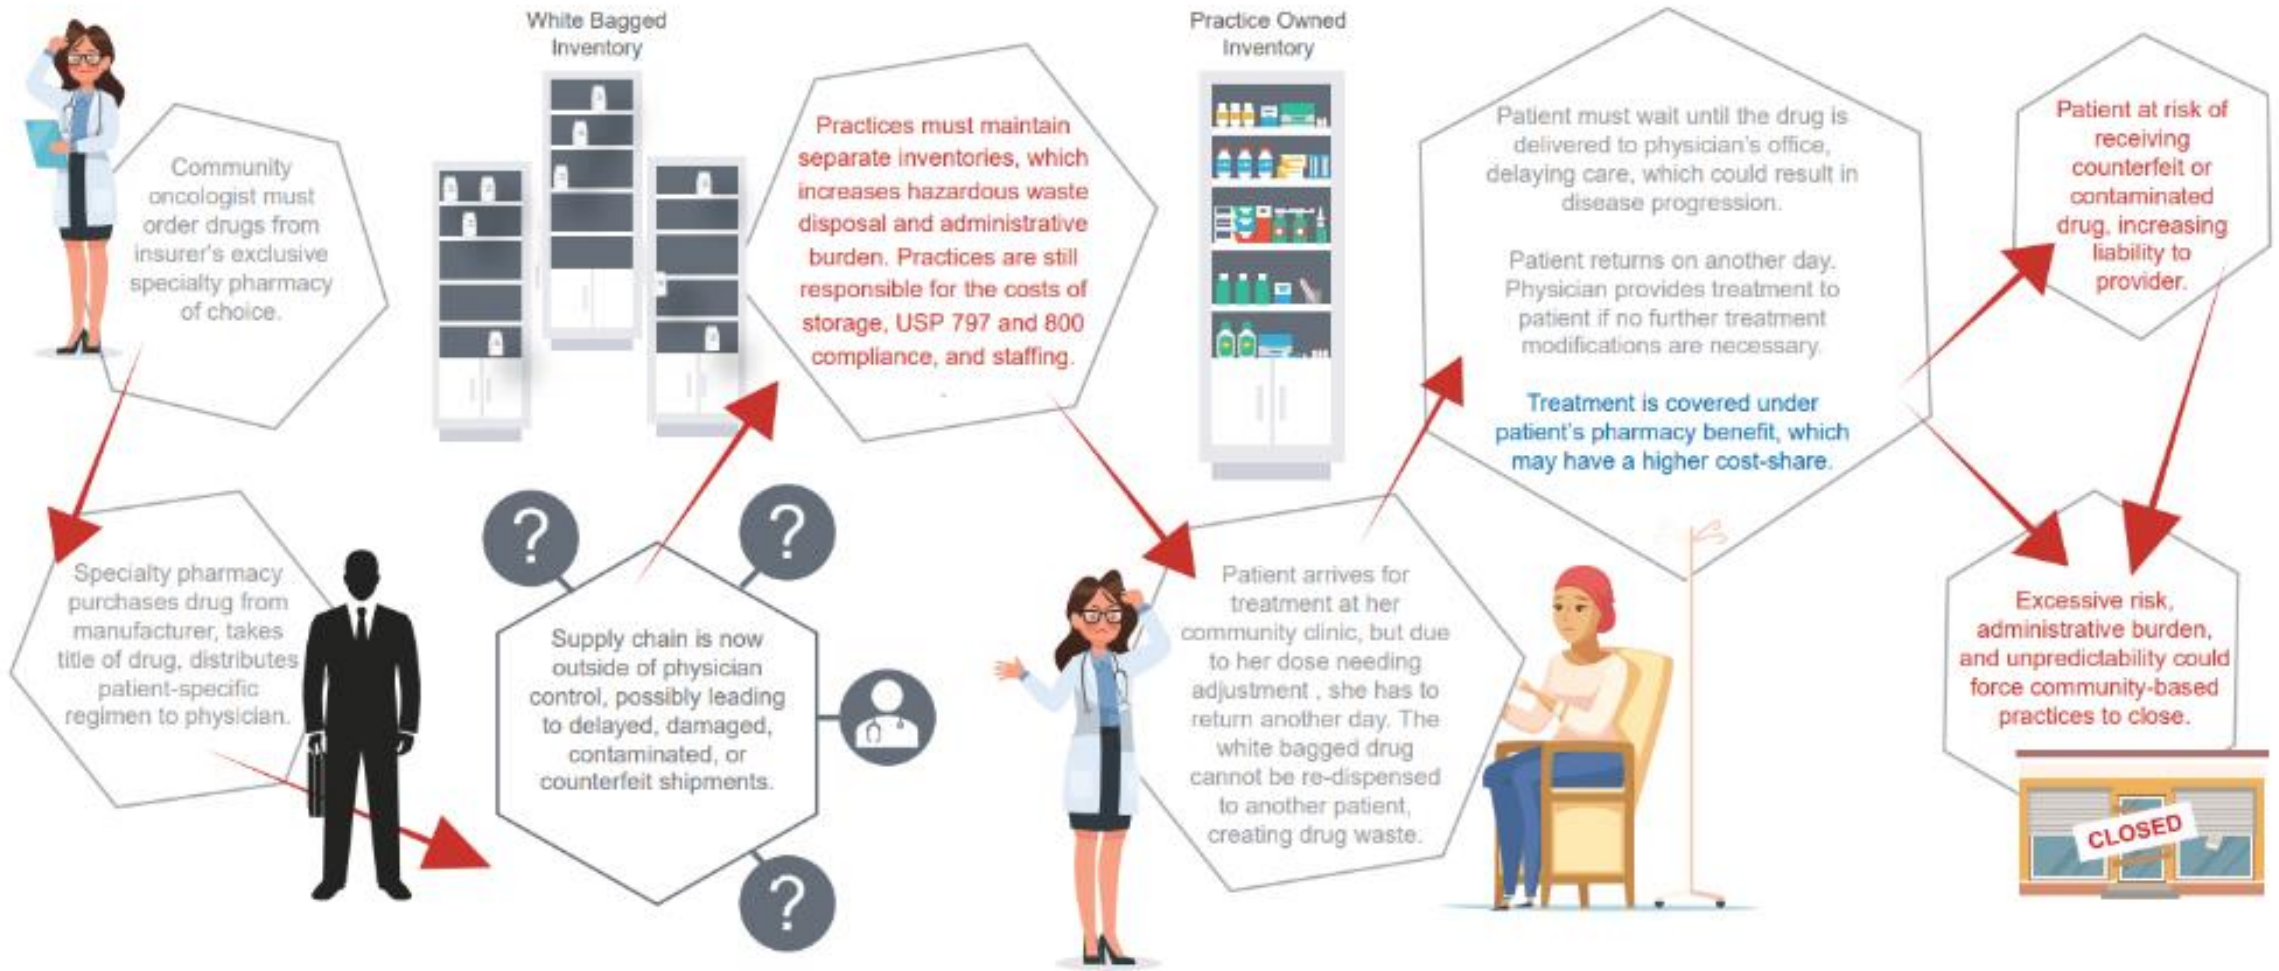 White Bagged
Inventory
Practice Owned
Inventory
Community
oncologist must
order drugs from
insurer's exclusive
specialty pharmacy
of choice.
Specialty pharmacy
purchases drug from
manufacturer, takes
title of drug, distributes
patient-specific
regimen to physician.
Supply chain is now
outside of physician
control, possibly leading
to delayed, damaged,
contaminated, or
counterfeit shipments.
?
?
?
Practices must maintain
separate inventories, which
increases hazardous waste
disposal and administrative
burden. Practices are still
responsible for the costs of
storage, USP 797 and 800
compliance, and staffing.
Patient arrives for
treatment at her
community clinic, but due
to her dose needing
adjustment , she has to
return another day. The
white bagged drug
cannot be re-dispensed
to another patient,
creating drug waste.
Patient must wait until the drug is
delivered to physician's office,
delaying care, which could result in
disease progression.
Patient returns on another day.
Physician provides treatment to
patient if no further treatment
modifications are necessary.
Treatment is covered under
patient's pharmacy benefit, which
may have a higher cost-share.
Patient at risk of
receiving
counterfeit or
contaminated
drug, increasing
liability to
provider.
Excessive risk,
administrative burden,
and unpredictability could
force community-based
practices to close.
CLOSED